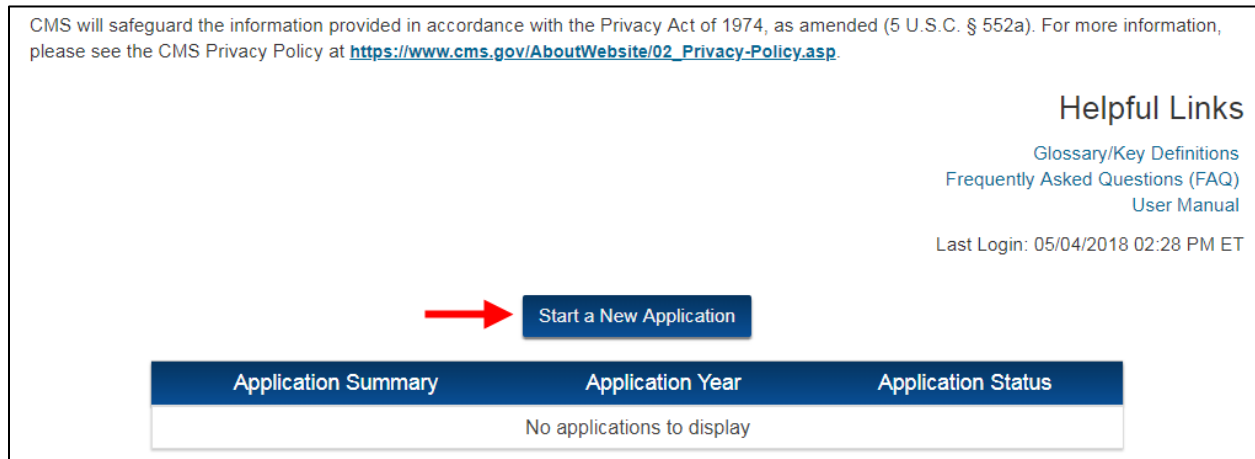 CMS will safeguard the information provided in accordance with the Privacy Act of 1974, as amended (5 U.S.C. § 552a). For more information,
please see the CMS Privacy Policy at https://www.cms.gov/AboutWebsite/02_Privacy-Policy.asp.
Helpful Links
Glossary/Key Definitions
Frequently Asked Questions (FAQ)
User Manual
Last Login: 05/04/2018 02:28 PM ET
Start a New Application
Application Summary Application Year Application Status
No applications to display